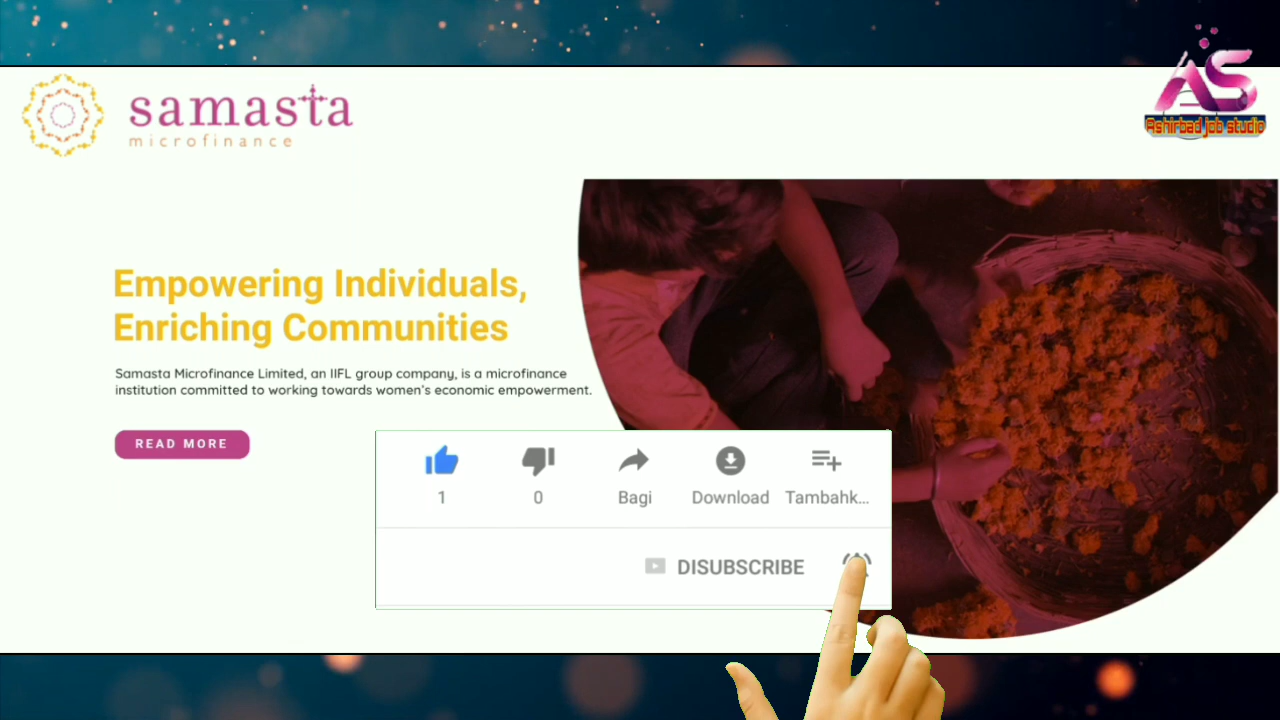 samasta
microfinance
AS
Ashirbad job studio
Empowering Individuals,
Enriching Communities
Samasta Microfinance Limited, an IIFL group company, is a microfinance
institution committed to working towards women's economic empowerment.
READ MORE
1 0 Bagi Download Tambahk...
DISUBSCRIBE